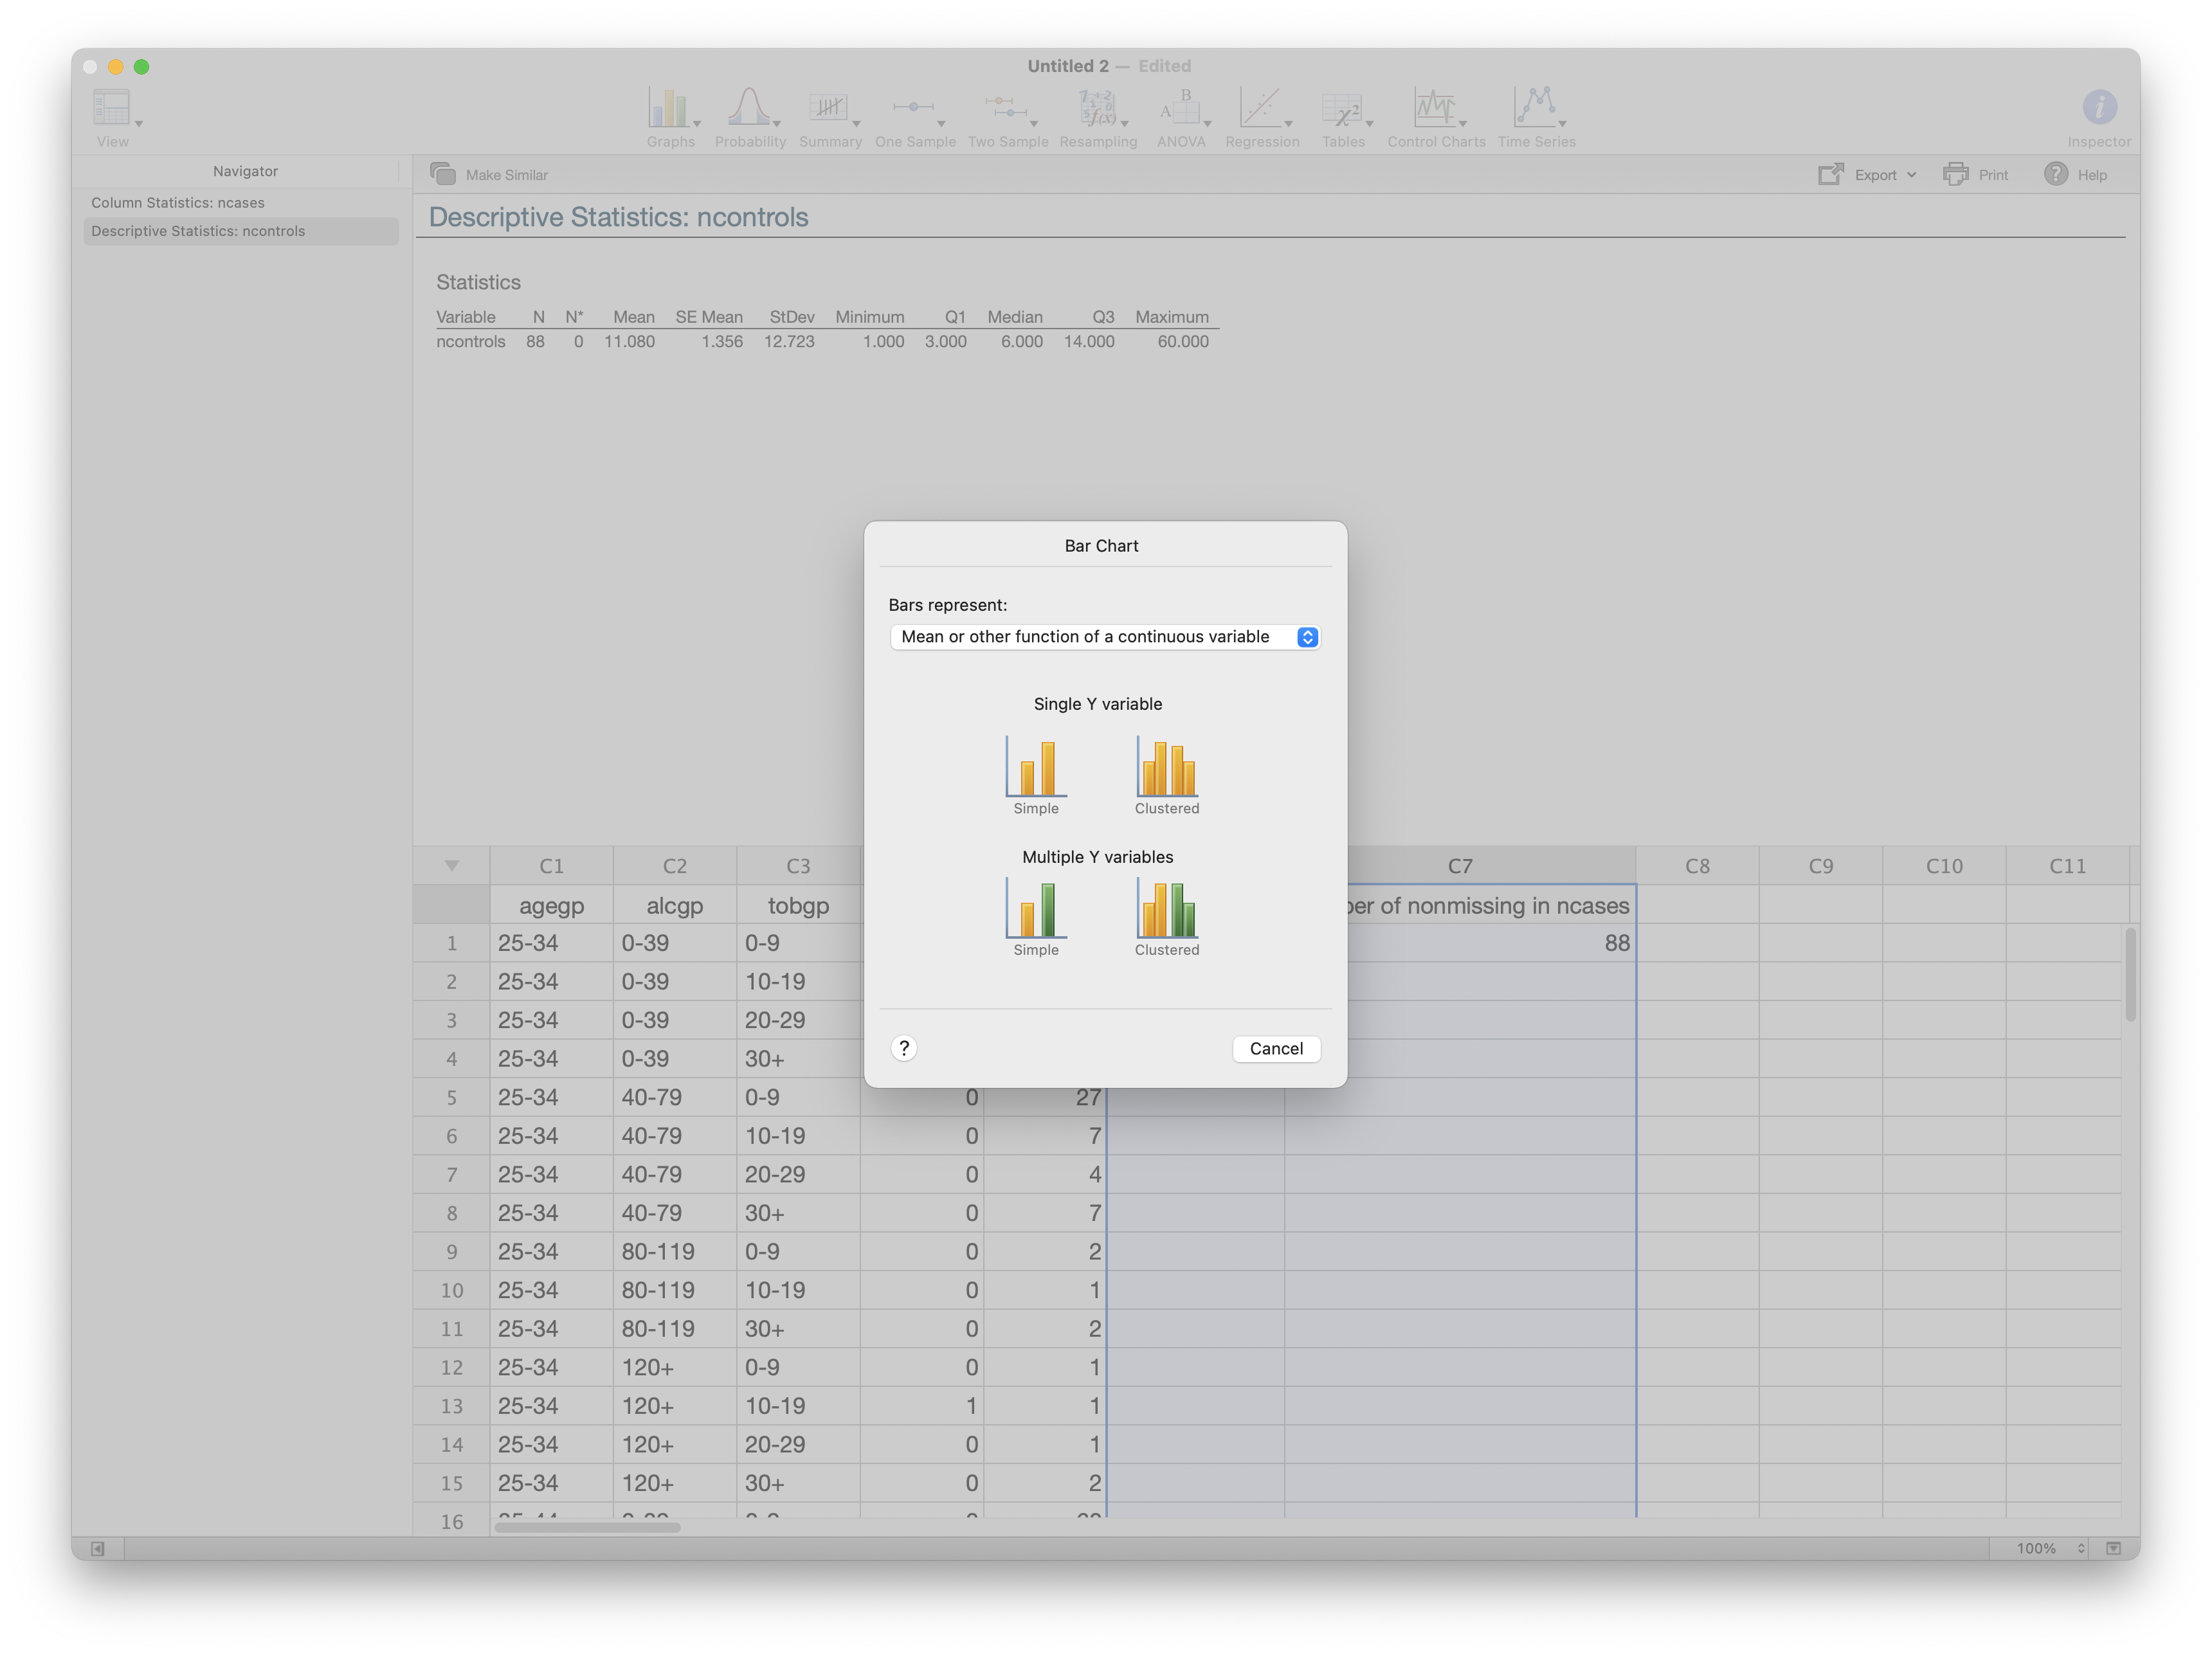 Untitled 2 — Edited
View
Graphs Probability Summary One Sample Two Sample Resampling ANOVA Regression Tables Control Charts Time Series Inspector
Navigator
Make Similar Export Print Help
Column Statistics: ncases
Descriptive Statistics: ncontrols
Descriptive Statistics: ncontrols
Statistics
Variable N N* Mean SE Mean StDev Minimum Q1 Median Q3 Maximum
ncontrols 88 0 11.080 1.356 12.723 1.000 3.000 6.000 14.000 60.000
Bar Chart
Bars represent:
Mean or other function of a continuous variable
Single Y variable
Simple Clustered
Multiple Y variables
Simple Clustered
? Cancel
C1 C2 C3 C7 C8 C9 C10 C11
agegp alcgp tobgp ber of nonmissing in ncases
1 25-34 0-39 0-9 88
2 25-34 0-39 10-19
3 25-34 0-39 20-29
4 25-34 0-39 30+
5 25-34 40-79 0-9 0 27
6 25-34 40-79 10-19 0 7
7 25-34 40-79 20-29 0 4
8 25-34 40-79 30+ 0 7
9 25-34 80-119 0-9 0 2
10 25-34 80-119 10-19 0 1
11 25-34 80-119 30+ 0 2
12 25-34 120+ 0-9 0 1
13 25-34 120+ 10-19 1 1
14 25-34 120+ 20-29 0 1
15 25-34 120+ 30+ 0 2
16
100%